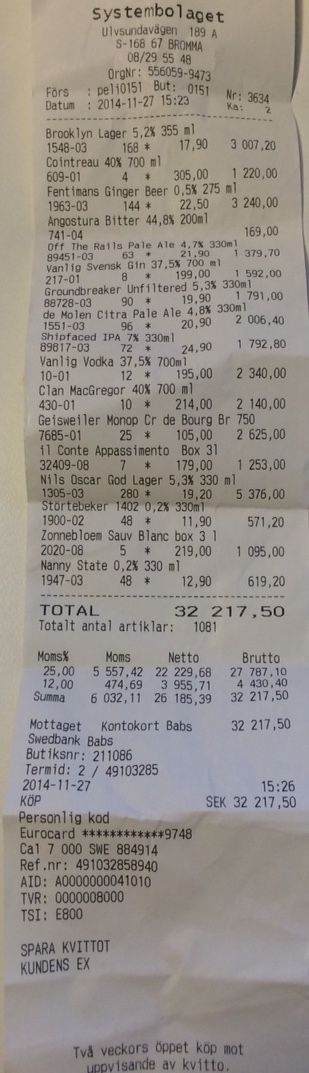 Systembolaget
Ulvsundavägen 189 A
S-168 67 BROMMA
08/29 55 48
OrgNr: 556059-9473
Förs : peli0151 But: 0151 Nr: 3634
Datum : 2014-11-27 15:23 Ka: 2
Brooklyn Lager 5,2% 355 ml
1548-03 168 * 17,90 3 007,20
Cointreau 40% 700 ml
609-01 4 * 305,00 1 220,00
Fentimans Ginger Beer 0,5% 275 ml
1963-03 144 * 22,50 3 240,00
Angostura Bitter 44,8% 200ml
741-04 169,00
Off The Rails Pale Ale 4,7% 330ml
89451-03 63 * 21,90 1 379,70
Vanlig Svensk Gin 37,5% 700 ml
217-01 8 * 199,00 1 592,00
Groundbreaker Unfiltered 5,3% 330ml
88728-03 90 * 19,90 1 791,00
de Molen Citra Pale Ale 4,8% 330ml
1551-03 96 * 20,90 2 006,40
Shipfaced IPA 7% 330ml
89817-03 72 * 24,90 1 792,80
Vanlig Vodka 37,5% 700ml
10-01 12 * 195,00 2 340,00
Clan MacGregor 40% 700 ml
430-01 10 * 214,00 2 140,00
Geisweiler Monop Cr de Bourg Br 750
7685-01 25 * 105,00 2 625,00
il Conte Appassimento Box 3l
32409-08 7 * 179,00 1 253,00
Nils Oscar God Lager 5,3% 330 ml
1305-03 280 * 19,20 5 376,00
Störtebeker 1402 0,2% 330ml
1900-02 48 * 11,90 571,20
Zonnebloem Sauv Blanc box 3 l
2020-08 5 * 219,00 1 095,00
Nanny State 0,2% 330 ml
1947-03 48 * 12,90 619,20
TOTAL 32 217,50
Totalt antal artiklar: 1081
Moms% Moms Netto Brutto
25,00 5 557,42 22 229,68 27 787,10
12,00 474,69 3 955,71 4 430,40
Summa 6 032,11 26 185,39 32 217,50
Mottaget Kontokort Babs 32 217,50
Swedbank Babs
Butiksnr: 211086
Termid: 2 / 49103285
2014-11-27 15:26
KÖP SEK 32 217,50
Personlig kod
Eurocard ************9748
Ca1 7 000 SWE 884914
Ref.nr: 491032858940
AID: A0000000041010
TVR: 0000008000
TSI: E800
SPARA KVITTOT
KUNDENS EX
Två veckors öppet köp mot
uppvisande av kvitto.